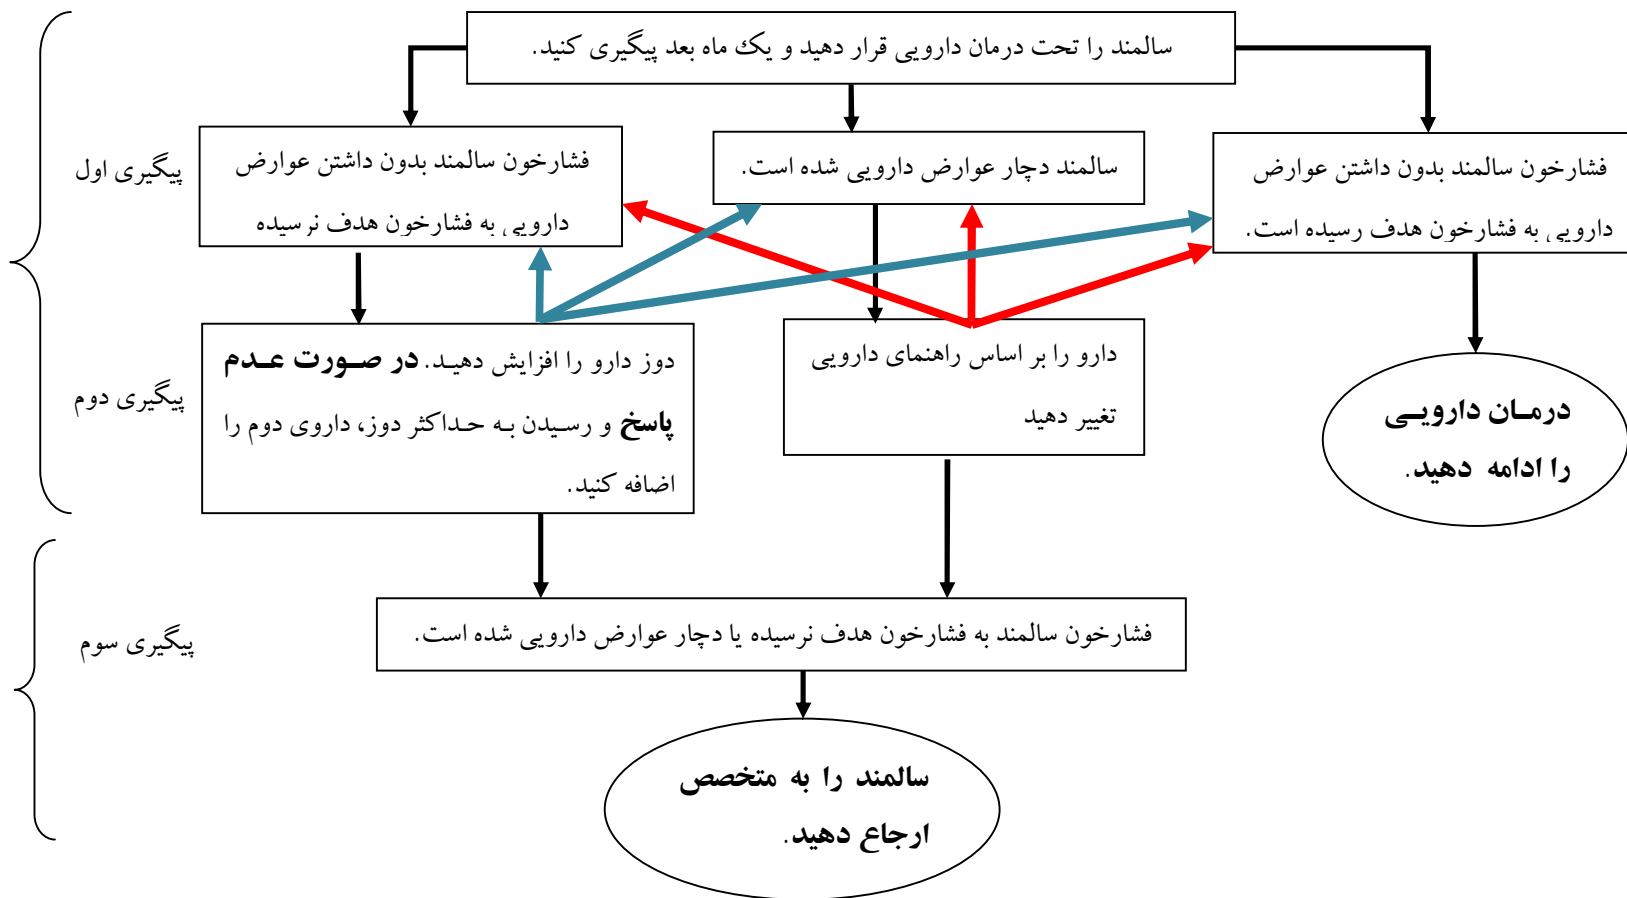 سالمند را تحت درمان دارویی قرار دهید و یک ماه بعد پیگیری کنید.
پیگیری اول
فشارخون سالمند بدون داشتن عوارض
دارویی به فشارخون هدف رسیده است.
سالمند دچار عوارض دارویی شده است.
فشارخون سالمند بدون داشتن عوارض
دارویی به فشارخون هدف نرسیده
پیگیری دوم
درمان دارویی
را ادامه دهید.
دارو را بر اساس راهنمای دارویی
تغییر دهید
دوز دارو را افزایش دهید. در صورت عدم
پاسخ و رسیدن به حداکثر دوز، داروی دوم را
اضافه کنید.
پیگیری سوم
فشارخون سالمند به فشارخون هدف نرسیده یا دچار عوارض دارویی شده است.
سالمند را به متخصص
ارجاع دهید.